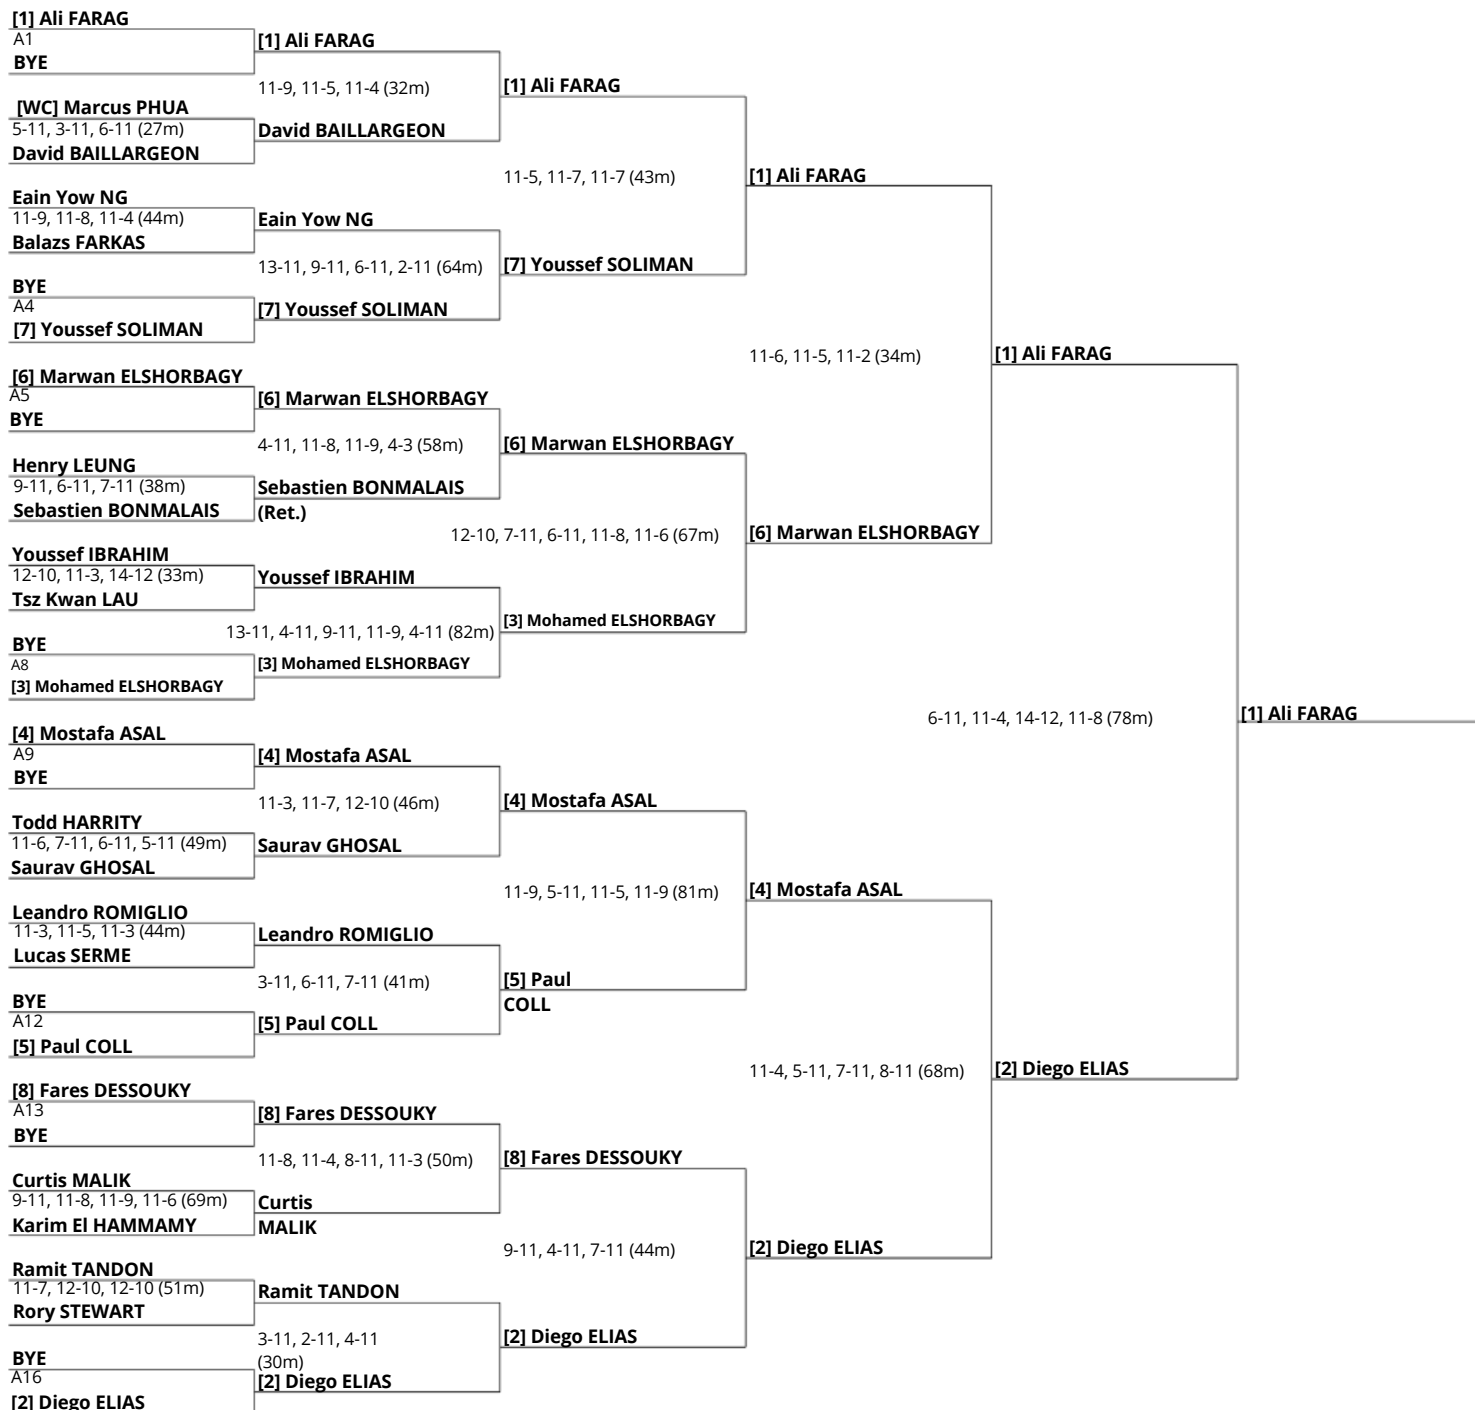 [1] Ali FARAG
A1
BYE
[WC] Marcus PHUA
5-11, 3-11, 6-11 (27m)
David BAILLARGEON
Eain Yow NG
11-9, 11-8, 11-4 (44m)
Balazs FARKAS
BYE
A4
[7] Youssef SOLIMAN
[6] Marwan ELSHORBAGY
A5
BYE
Henry LEUNG
9-11, 6-11, 7-11 (38m)
Sebastien BONMALAIS
Youssef IBRAHIM
12-10, 11-3, 14-12 (33m)
Tsz Kwan LAU
BYE
A8
[3] Mohamed ELSHORBAGY
[4] Mostafa ASAL
A9
BYE
Todd HARRITY
11-6, 7-11, 6-11, 5-11 (49m)
Saurav GHOSAL
Leandro ROMIGLIO
11-3, 11-5, 11-3 (44m)
Lucas SERME
BYE
A12
[5] Paul COLL
[8] Fares DESSOUKY
A13
BYE
Curtis MALIK
9-11, 11-8, 11-9, 11-6 (69m)
Karim El HAMMAMY
Ramit TANDON
11-7, 12-10, 12-10 (51m)
Rory STEWART
BYE
A16
[2] Diego ELIAS
[1] Ali FARAG
11-9, 11-5, 11-4 (32m)
David BAILLARGEON
Eain Yow NG
13-11, 9-11, 6-11, 2-11 (64m)
[7] Youssef SOLIMAN
[6] Marwan ELSHORBAGY
4-11, 11-8, 11-9, 4-3 (58m)
Sebastien BONMALAIS
(Ret.)
Youssef IBRAHIM
13-11, 4-11, 9-11, 11-9, 4-11 (82m)
[3] Mohamed ELSHORBAGY
[4] Mostafa ASAL
11-3, 11-7, 12-10 (46m)
Saurav GHOSAL
Leandro ROMIGLIO
3-11, 6-11, 7-11 (41m)
[5] Paul COLL
[8] Fares DESSOUKY
11-8, 11-4, 8-11, 11-3 (50m)
Curtis
MALIK
Ramit TANDON
3-11, 2-11, 4-11
(30m)
[2] Diego ELIAS
[1] Ali FARAG
11-5, 11-7, 11-7 (43m)
[7] Youssef SOLIMAN
[6] Marwan ELSHORBAGY
12-10, 7-11, 6-11, 11-8, 11-6 (67m)
[3] Mohamed ELSHORBAGY
[4] Mostafa ASAL
11-9, 5-11, 11-5, 11-9 (81m)
[5] Paul
COLL
[8] Fares DESSOUKY
9-11, 4-11, 7-11 (44m)
[2] Diego ELIAS
[1] Ali FARAG
11-6, 11-5, 11-2 (34m)
[6] Marwan ELSHORBAGY
[4] Mostafa ASAL
11-4, 5-11, 7-11, 8-11 (68m)
[2] Diego ELIAS
[1] Ali FARAG
6-11, 11-4, 14-12, 11-8 (78m)
[2] Diego ELIAS
[1] Ali FARAG